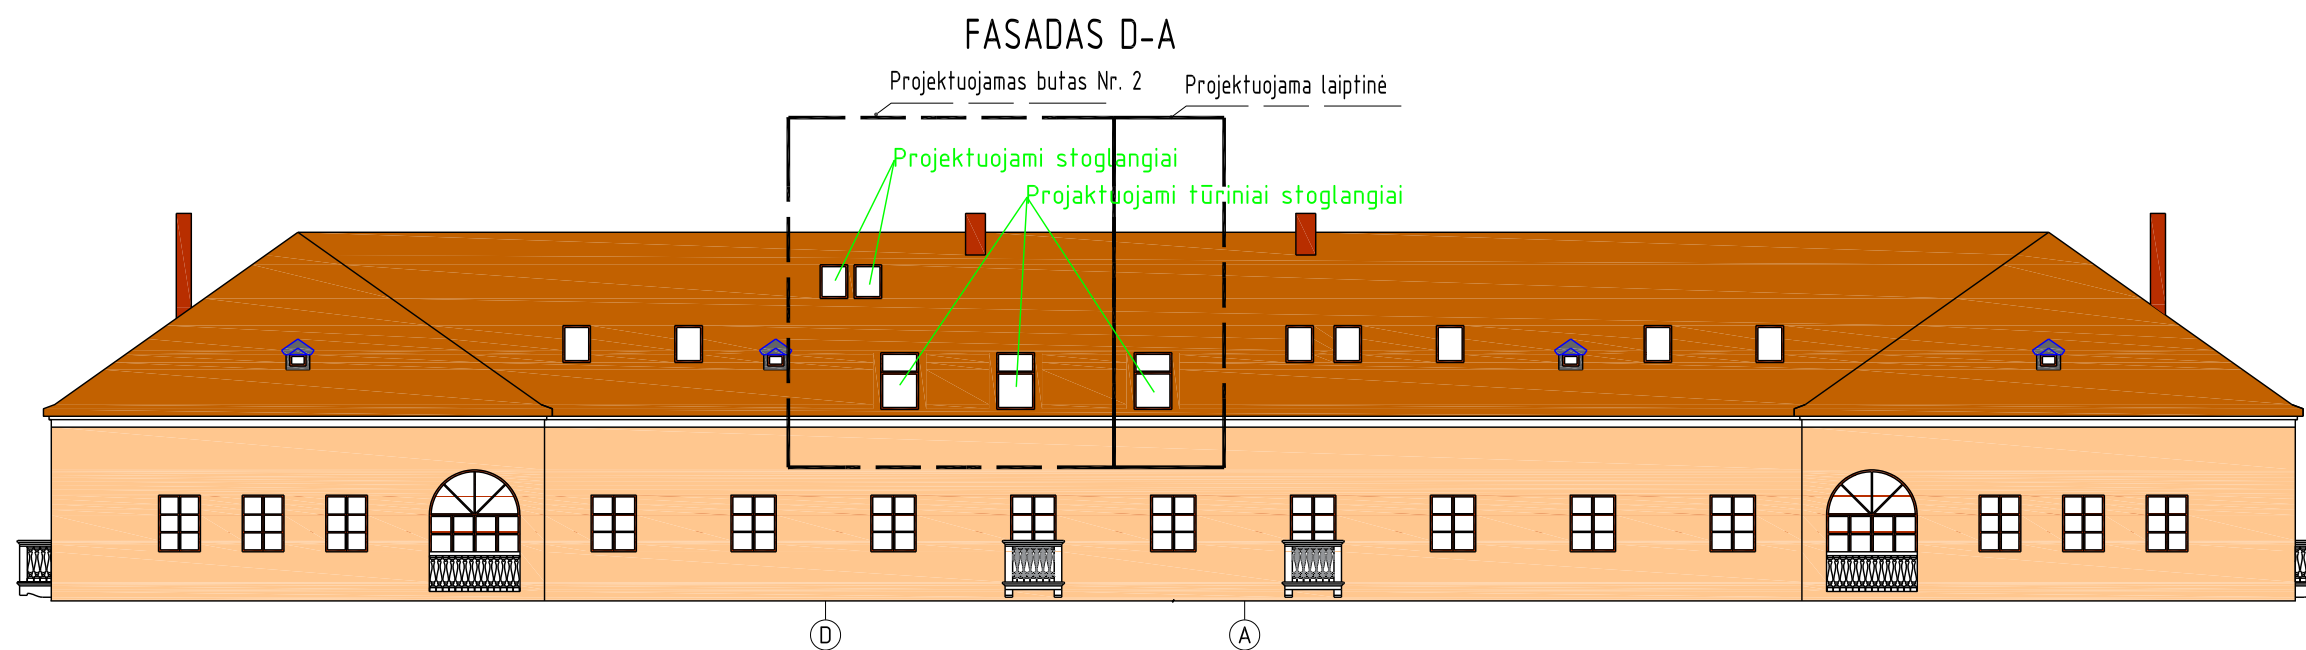 FASADAS D-A
Projektuojamas butas Nr. 2
Projektuojama laiptinė
Projektuojami stoglangiai
Projaktuojami tūriniai stoglangiai
D
A